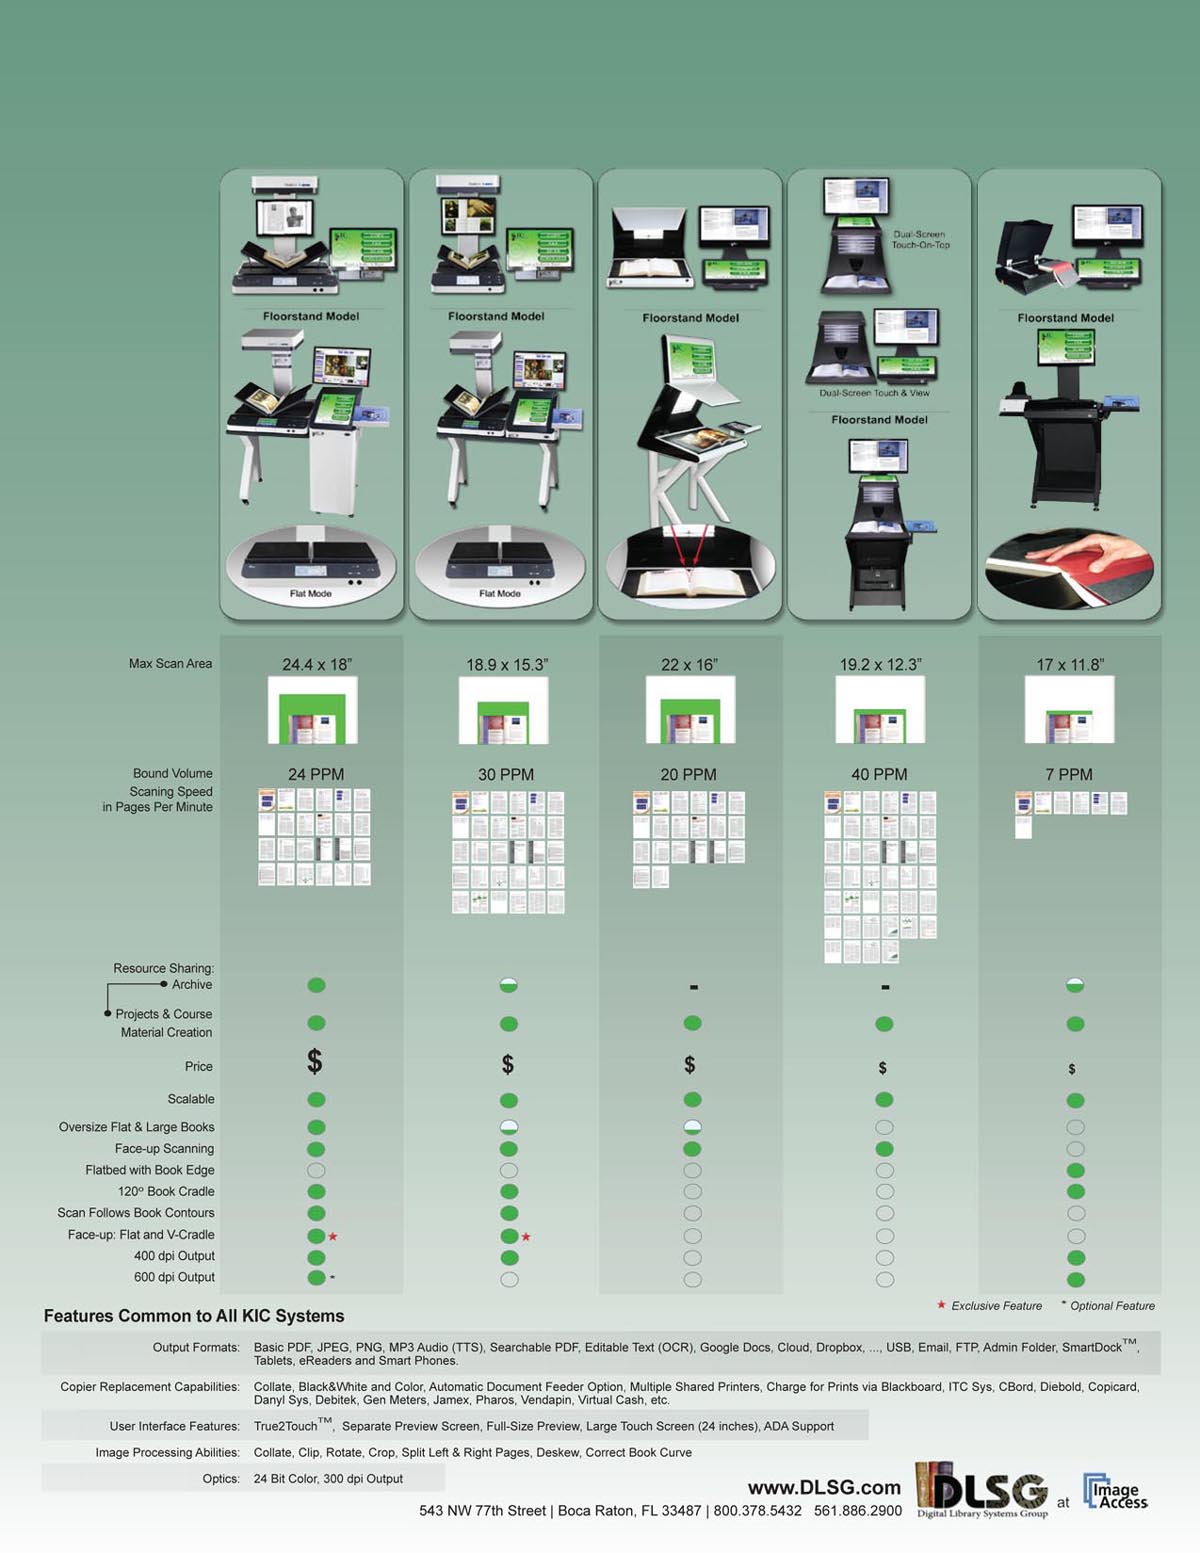 Dual-Screen
Touch-On-Top
Floorstand Model
Floorstand Model
Floorstand Model
Floorstand Model
Dual-Screen Touch & View
Floorstand Model
Flat Mode
Flat Mode
Max Scan Area
24.4 x 18”
18.9 x 15.3”
22 x 16”
19.2 x 12.3”
17 x 11.8”
Bound Volume
Scaning Speed
in Pages Per Minute
24 PPM
30 PPM
20 PPM
40 PPM
7 PPM
Resource Sharing:
Archive
Projects & Course
Material Creation
Price
$
$
$
$
$
Scalable
Oversize Flat & Large Books
Face-up Scanning
Flatbed with Book Edge
120º Book Cradle
Scan Follows Book Contours
Face-up: Flat and V-Cradle
400 dpi Output
600 dpi Output
*
★ Exclusive Feature * Optional Feature
Features Common to All KIC Systems
Output Formats: Basic PDF, JPEG, PNG, MP3 Audio (TTS), Searchable PDF, Editable Text (OCR), Google Docs, Cloud, Dropbox, ..., USB, Email, FTP, Admin Folder, SmartDock™,
Tablets, eReaders and Smart Phones.
Copier Replacement Capabilities: Collate, Black&White and Color, Automatic Document Feeder Option, Multiple Shared Printers, Charge for Prints via Blackboard, ITC Sys, CBord, Diebold, Copicard,
Danyl Sys, Debitek, Gen Meters, Jamex, Pharos, Vendapin, Virtual Cash, etc.
User Interface Features: True2Touch™, Separate Preview Screen, Full-Size Preview, Large Touch Screen (24 inches), ADA Support
Image Processing Abilities: Collate, Clip, Rotate, Crop, Split Left & Right Pages, Deskew, Correct Book Curve
Optics: 24 Bit Color, 300 dpi Output
www.DLSG.com
543 NW 77th Street | Boca Raton, FL 33487 | 800.378.5432 561.886.2900
DLSG
Digital Library Systems Group
at
Image
Access